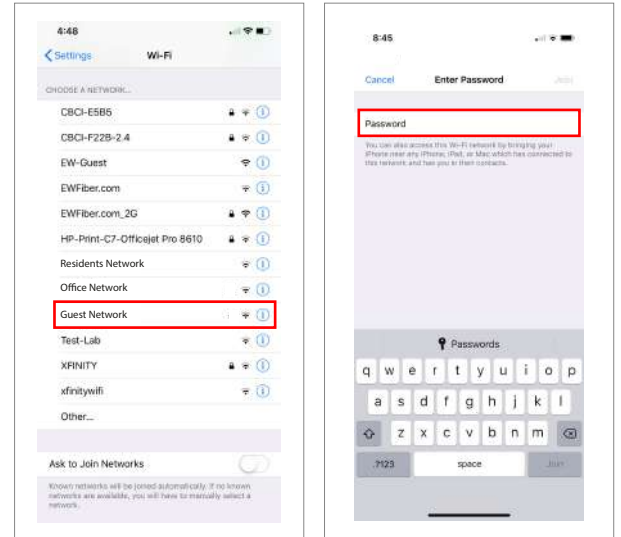 4:48
Settings Wi-Fi
CHOOSE A NETWORK...
CBCI-E5B5
CBCI-F22B-2.4
EW-Guest
EWFiber.com
EWFiber.com_2G
HP-Print-C7-Officejet Pro 8610
Residents Network
Office Network
Guest Network
Test-Lab
XFINITY
xfinitywifi
Other...
Ask to Join Networks
Known networks will be joined automatically. If no known
networks are available, you will have to manually select a
network.
8:45
Cancel Enter Password Join
Password
You can also access this Wi-Fi network by bringing your
iPhone near any iPhone, iPad, or Mac which has connected to
this network and has you in their contacts.
Passwords
q w e r t y u i o p
a s d f g h j k l
z x c v b n m
.?123 space Join